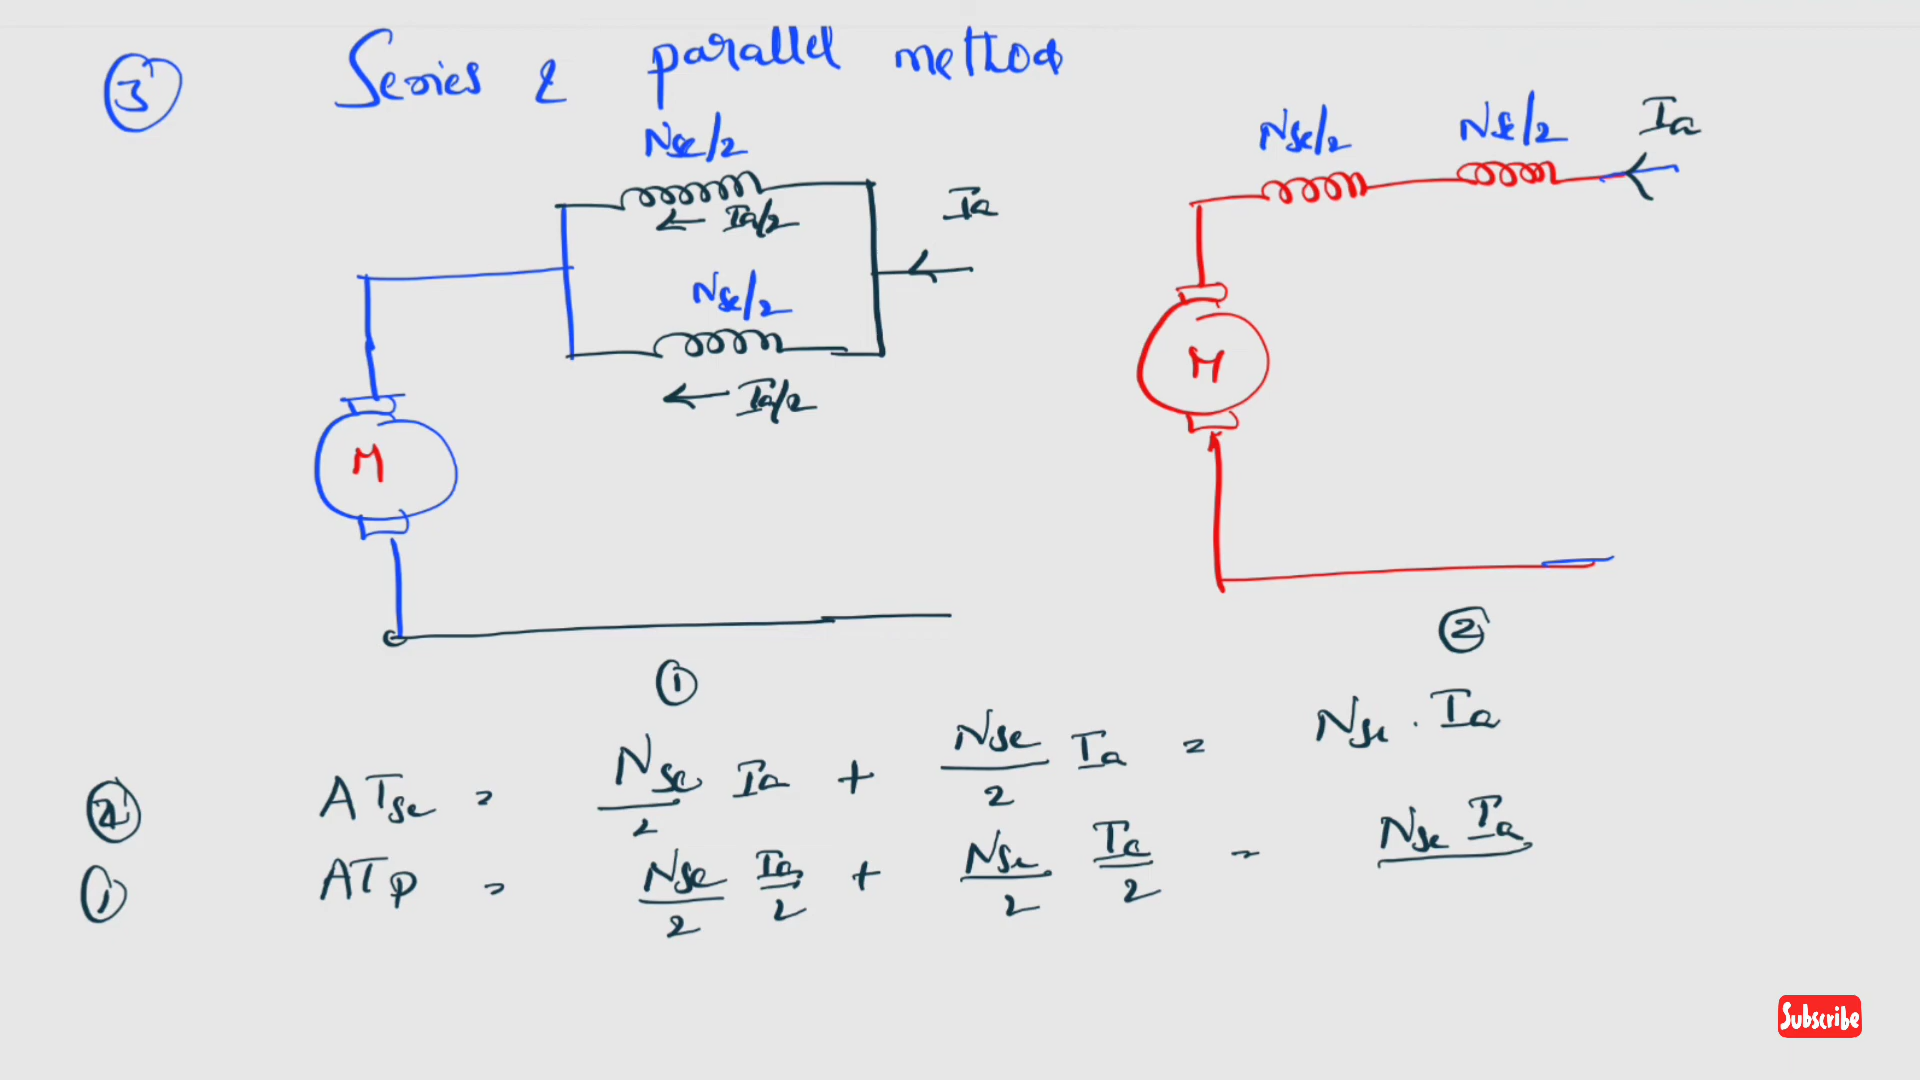 ③ Series & parallel method
Nse/2
Ia/2
Ia
Nse/2
Ia/2
M
①
Nse/2 Nse/2 Ia
M
②
② ATse = Nse/2 Ia + Nse/2 Ia = Nse . Ia
① ATp = Nse/2 Ia/2 + Nse/2 Ia/2 = Nse Ia
Subscribe